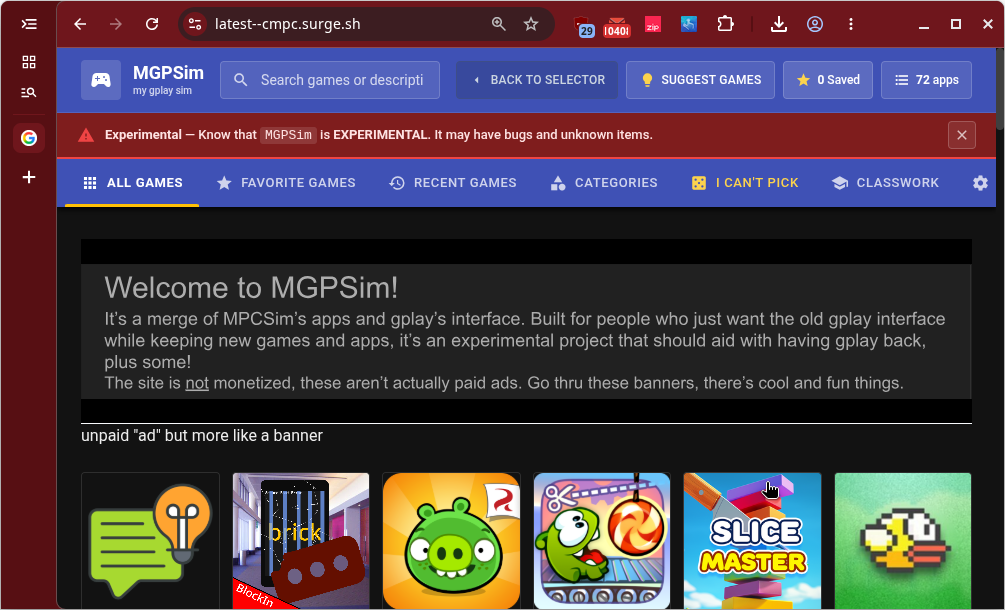 latest--cmpc.surge.sh
29
0401
zip
MGPSim
my gplay sim
Search games or descripti
BACK TO SELECTOR
SUGGEST GAMES
0 Saved
72 apps
Experimental — Know that MGPSim is EXPERIMENTAL. It may have bugs and unknown items.
ALL GAMES
FAVORITE GAMES
RECENT GAMES
CATEGORIES
I CAN'T PICK
CLASSWORK
Welcome to MGPSim!
It's a merge of MPCSim's apps and gplay's interface. Built for people who just want the old gplay interface
while keeping new games and apps, it's an experimental project that should aid with having gplay back,
plus some!
The site is not monetized, these aren't actually paid ads. Go thru these banners, there's cool and fun things.
unpaid "ad" but more like a banner
brick
BlockIn
SLICE
MASTER